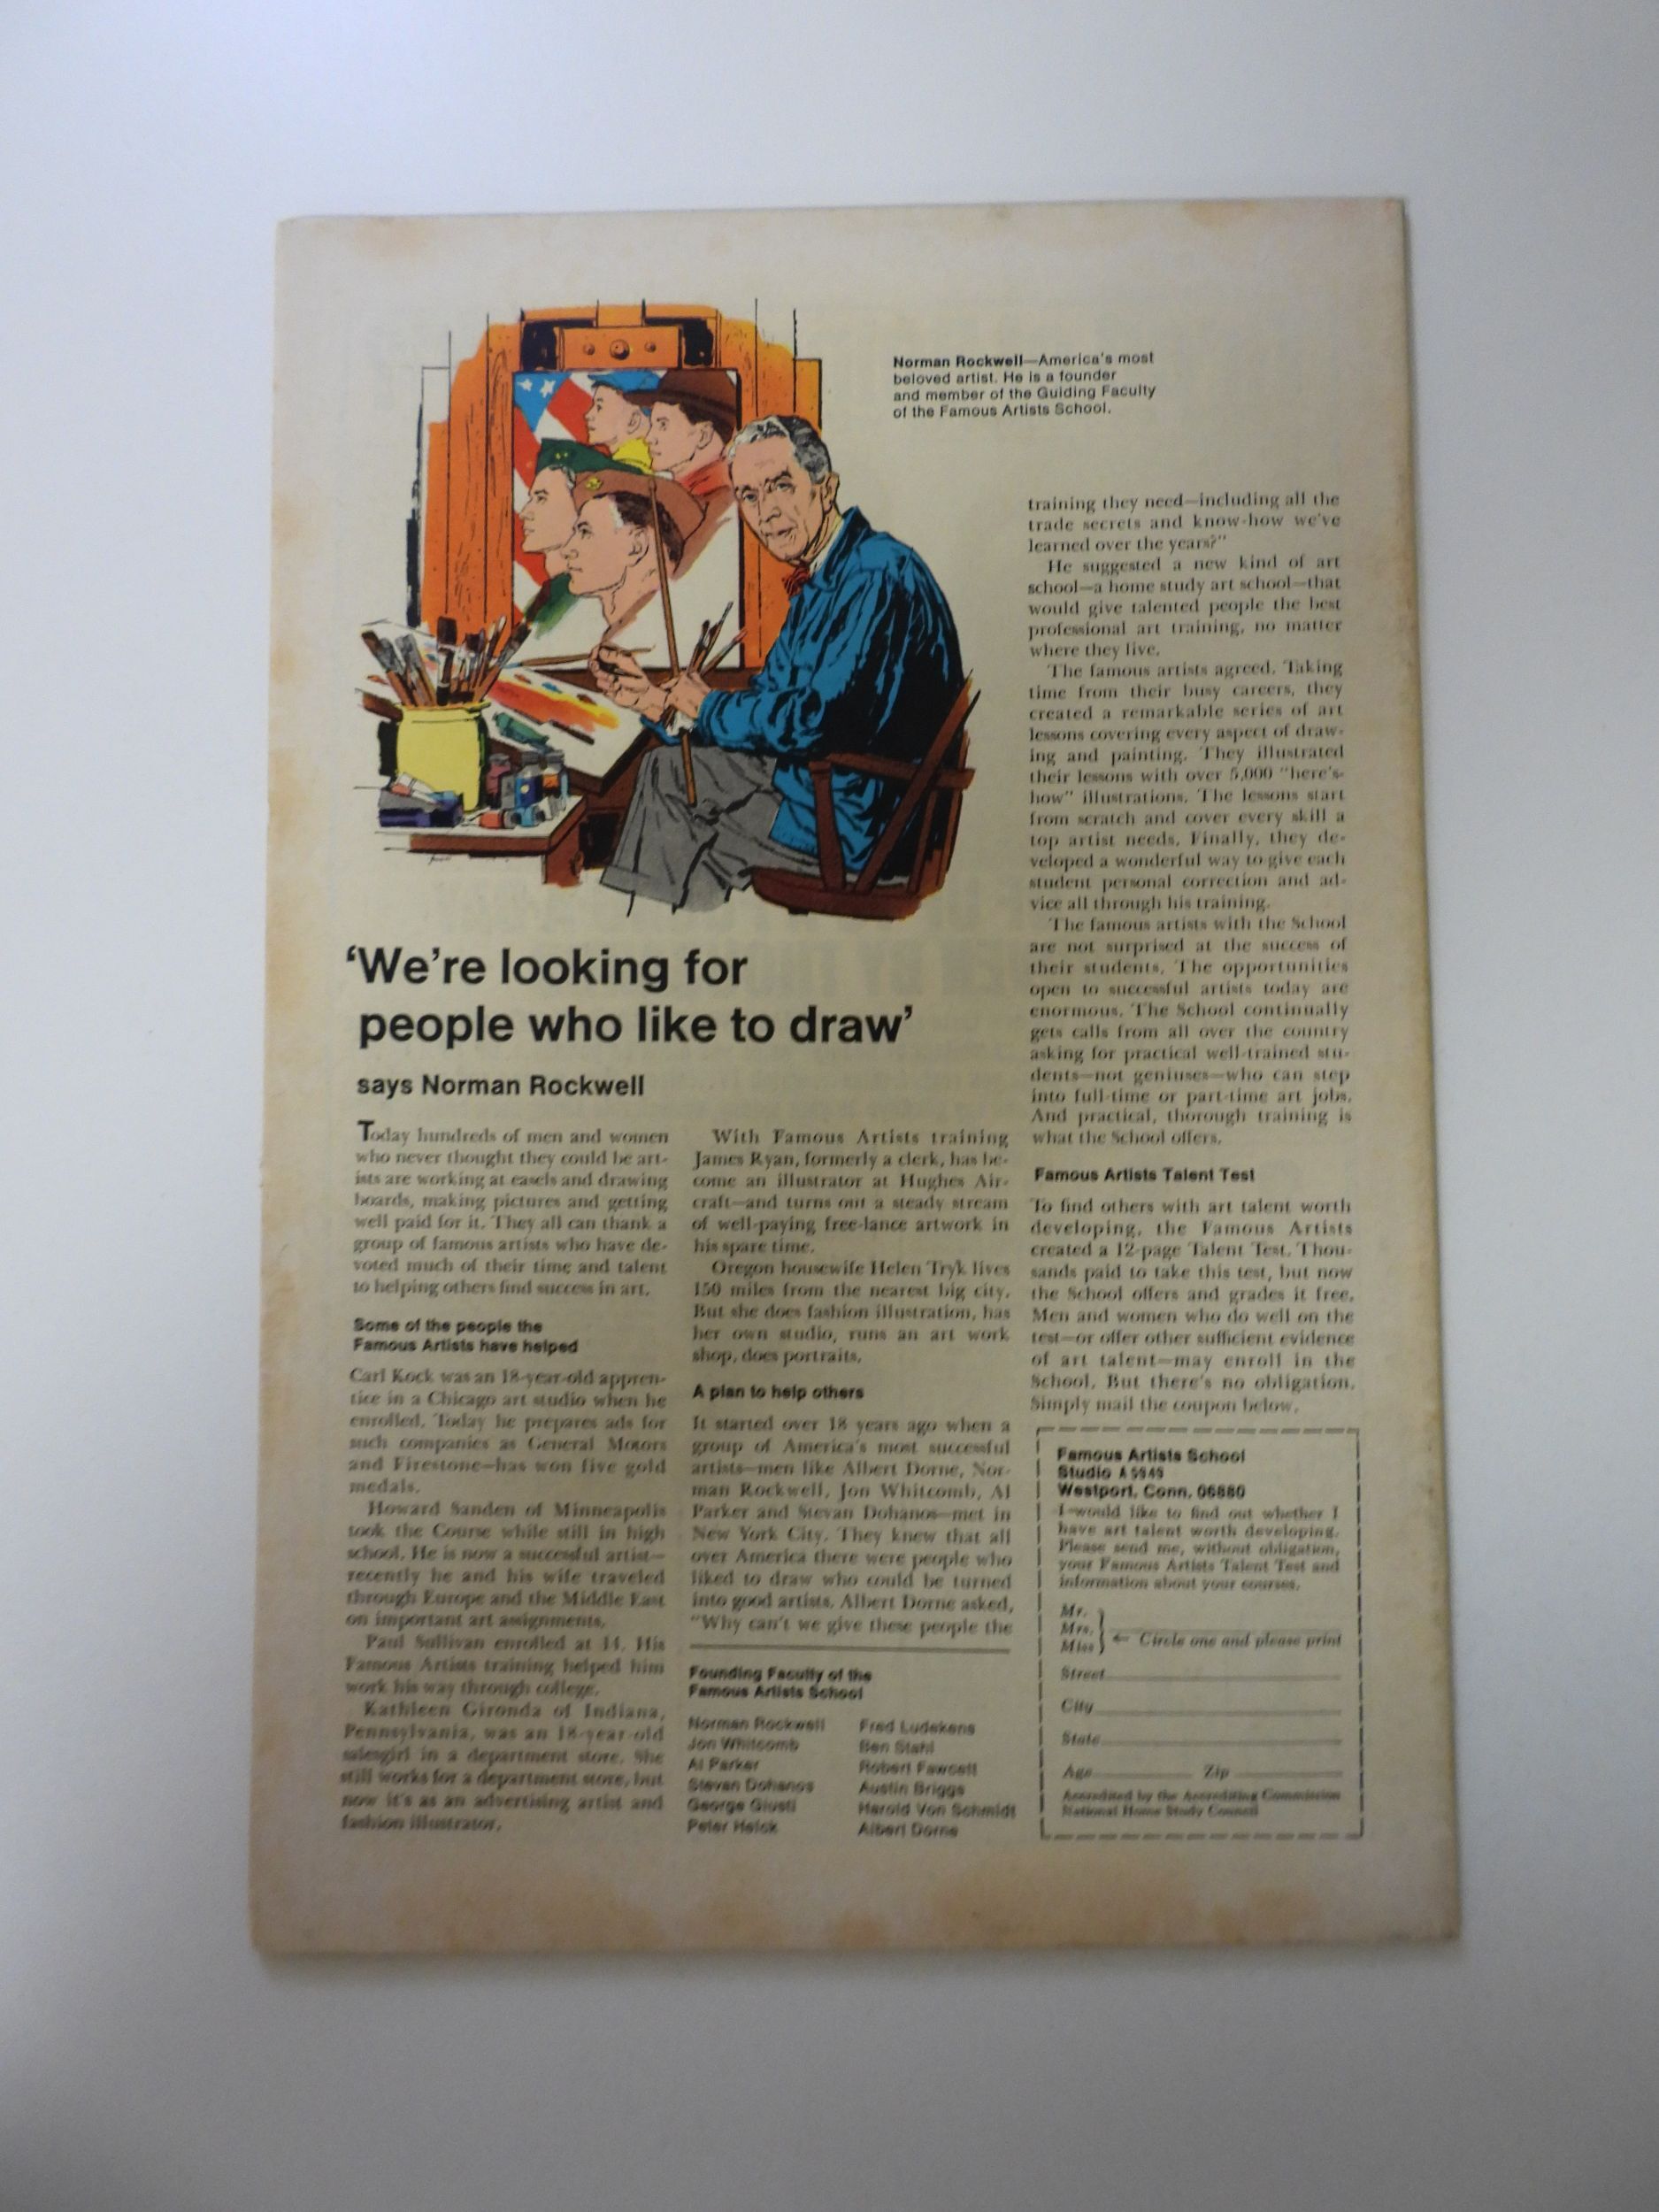 Norman Rockwell—America's most
beloved artist. He is a founder
and member of the Guiding Faculty
of the Famous Artists School.
'We're looking for
people who like to draw'
says Norman Rockwell
Today hundreds of men and women
who never thought they could be art-
ists are working at easels and drawing
boards, making pictures and getting
well paid for it. They all can thank a
group of famous artists who have de-
voted much of their time and talent
to helping others find success in art.
Some of the people the
Famous Artists have helped
Carl Kock was an 18-year-old appren-
tice in a Chicago art studio when he
enrolled. Today he prepares ads for
such companies as General Motors
and Firestone—has won five gold
medals.
Howard Sanden of Minneapolis
took the Course while still in high
school. He is now a successful artist—
recently he and his wife traveled
through Europe and the Middle East
on important art assignments.
Paul Sullivan enrolled at 14. His
Famous Artists training helped him
work his way through college.
Kathleen Gironda of Indiana,
Pennsylvania, was an 18-year-old
salesgirl in a department store. She
still works for a department store, but
now it's as an advertising artist and
fashion illustrator.
With Famous Artists training
James Ryan, formerly a clerk, has be-
come an illustrator at Hughes Air-
craft—and turns out a steady stream
of well-paying free-lance artwork in
his spare time.
Oregon housewife Helen Tryk lives
150 miles from the nearest big city.
But she does fashion illustration, has
her own studio, runs an art work
shop, does portraits.
A plan to help others
It started over 18 years ago when a
group of America's most successful
artists—men like Albert Dorne, Nor-
man Rockwell, Jon Whitcomb, Al
Parker and Stevan Dohanos—met in
New York City. They knew that all
over America there were people who
liked to draw who could be turned
into good artists. Albert Dorne asked,
"Why can't we give these people the
Founding Faculty of the
Famous Artists School
Norman Rockwell
Jon Whitcomb
Al Parker
Stevan Dohanos
George Giusti
Peter Helck
Fred Ludekens
Ben Stahl
Robert Fawcett
Austin Briggs
Harold Von Schmidt
Albert Dorne
training they need—including all the
trade secrets and know-how we've
learned over the years?"
He suggested a new kind of art
school—a home study art school—that
would give talented people the best
professional art training, no matter
where they live.
The famous artists agreed. Taking
time from their busy careers, they
created a remarkable series of art
lessons covering every aspect of draw-
ing and painting. They illustrated
their lessons with over 5,000 "here's-
how" illustrations. The lessons start
from scratch and cover every skill a
top artist needs. Finally, they de-
veloped a wonderful way to give each
student personal correction and ad-
vice all through his training.
The famous artists with the School
are not surprised at the success of
their students. The opportunities
open to successful artists today are
enormous. The School continually
gets calls from all over the country
asking for practical well-trained stu-
dents—not geniuses—who can step
into full-time or part-time art jobs.
And practical, thorough training is
what the School offers.
Famous Artists Talent Test
To find others with art talent worth
developing, the Famous Artists
created a 12-page Talent Test. Thou-
sands paid to take this test, but now
the School offers and grades it free.
Men and women who do well on the
test—or offer other sufficient evidence
of art talent—may enroll in the
School. But there's no obligation.
Simply mail the coupon below.
Famous Artists School
Studio
Westport, Conn. 06880
I would like to find out whether I
have art talent worth developing.
Please send me, without obligation,
your Famous Artists Talent Test and
information about your courses.
Mr.
Mrs.
Miss
← Circle one and please print
Street
City
State
Age Zip
Accredited by the Accrediting Commission
National Home Study Council